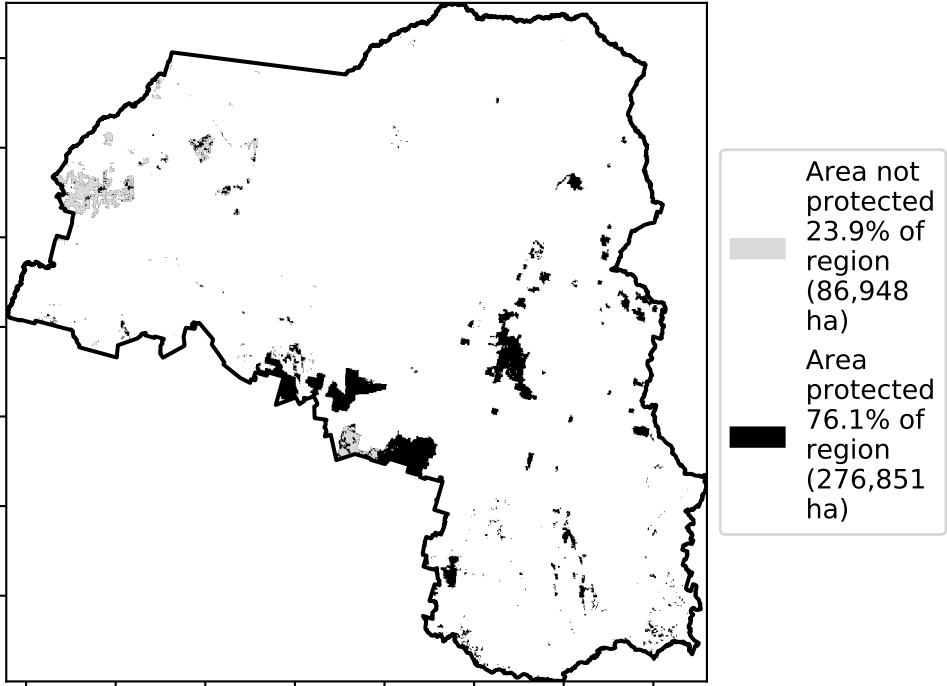 Area not
protected
23.9% of
region
(86,948
ha)
Area
protected
76.1% of
region
(276,851
ha)